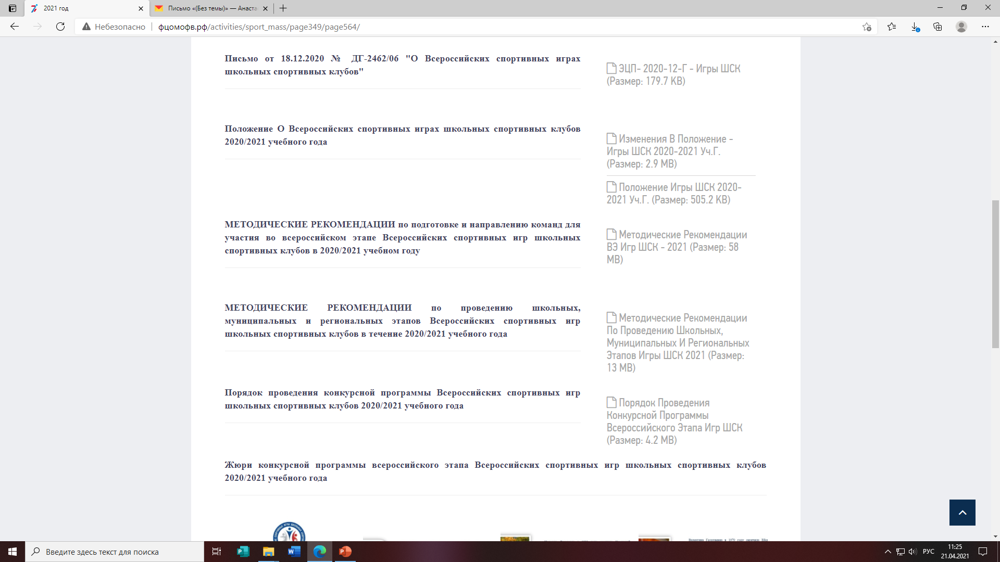 2021 год
Письмо «(Без темы)» — Анаста
Небезопасно
фцомофв.рф/activities/sport_mass/page349/page564/
Письмо от 18.12.2020 № ДГ-2462/06 "О Всероссийских спортивных играх
школьных спортивных клубов"
ЭЦП- 2020-12-Г - Игры ШСК
(Размер: 179.7 KB)
Положение О Всероссийских спортивных играх школьных спортивных клубов
2020/2021 учебного года
Изменения В Положение -
Игры ШСК 2020-2021 Уч.Г.
(Размер: 2.9 MB)
Положение Игры ШСК 2020-
2021 Уч.Г. (Размер: 505.2 KB)
МЕТОДИЧЕСКИЕ РЕКОМЕНДАЦИИ по подготовке и направлению команд для
участия во всероссийском этапе Всероссийских спортивных игр школьных
спортивных клубов в 2020/2021 учебном году
Методические Рекомендации
ВЭ Игр ШСК - 2021 (Размер: 58
MB)
МЕТОДИЧЕСКИЕ РЕКОМЕНДАЦИИ по проведению школьных,
муниципальных и региональных этапов Всероссийских спортивных игр
школьных спортивных клубов в течение 2020/2021 учебного года
Методические Рекомендации
По Проведению Школьных,
Муниципальных И Региональных
Этапов Игры ШСК 2021 (Размер:
13 MB)
Порядок проведения конкурсной программы Всероссийских спортивных игр
школьных спортивных клубов 2020/2021 учебного года
Порядок Проведения
Конкурсной Программы
Всероссийского Этапа Игр ШСК
(Размер: 4.2 MB)
Жюри конкурсной программы всероссийского этапа Всероссийских спортивных игр школьных спортивных клубов
2020/2021 учебного года
Введите здесь текст для поиска
РУС
11:25
21.04.2021